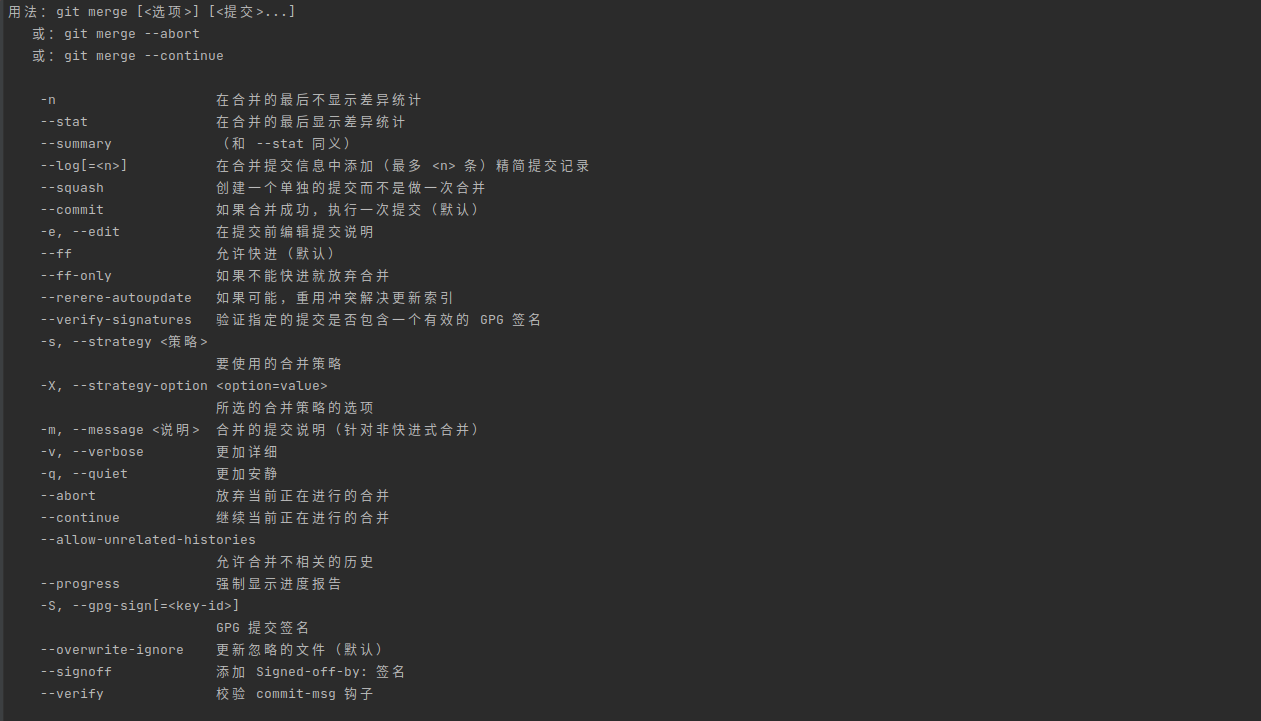 用法：git merge [<选项>] [<提交>...]
或：git merge --abort
或：git merge --continue
-n 在合并的最后不显示差异统计
--stat 在合并的最后显示差异统计
--summary （和 --stat 同义）
--log[=<n>] 在合并提交信息中添加（最多 <n> 条）精简提交记录
--squash 创建一个单独的提交而不是做一次合并
--commit 如果合并成功，执行一次提交（默认）
-e, --edit 在提交前编辑提交说明
--ff 允许快进（默认）
--ff-only 如果不能快进就放弃合并
--rerere-autoupdate 如果可能，重用冲突解决更新索引
--verify-signatures 验证指定的提交是否包含一个有效的 GPG 签名
-s, --strategy <策略>
要使用的合并策略
-X, --strategy-option <option=value>
所选的合并策略的选项
-m, --message <说明> 合并的提交说明（针对非快进式合并）
-v, --verbose 更加详细
-q, --quiet 更加安静
--abort 放弃当前正在进行的合并
--continue 继续当前正在进行的合并
--allow-unrelated-histories
允许合并不相关的历史
--progress 强制显示进度报告
-S, --gpg-sign[=<key-id>]
GPG 提交签名
--overwrite-ignore 更新忽略的文件（默认）
--signoff 添加 Signed-off-by: 签名
--verify 校验 commit-msg 钩子